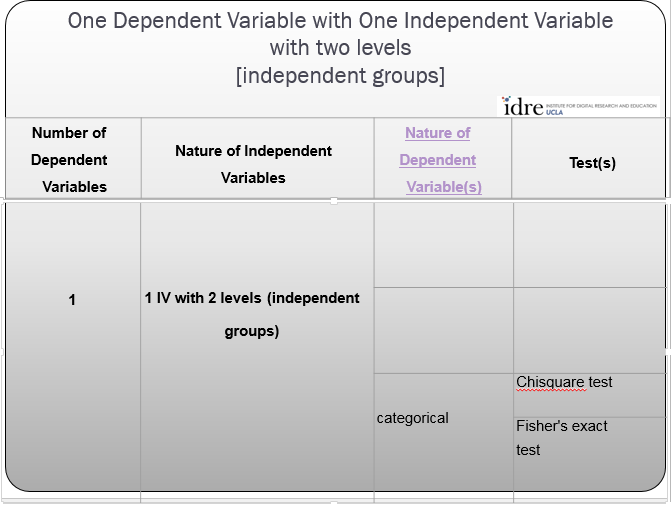 One Dependent Variable with One Independent Variable
with two levels
[independent groups]
idre INSTITUTE FOR DIGITAL RESEARCH AND EDUCATION
UCLA
Number of
Dependent
Variables
Nature of Independent
Variables
Nature of
Dependent
Variable(s)
Test(s)
1
1 IV with 2 levels (independent
groups)
categorical
Chisquare test
Fisher's exact
test